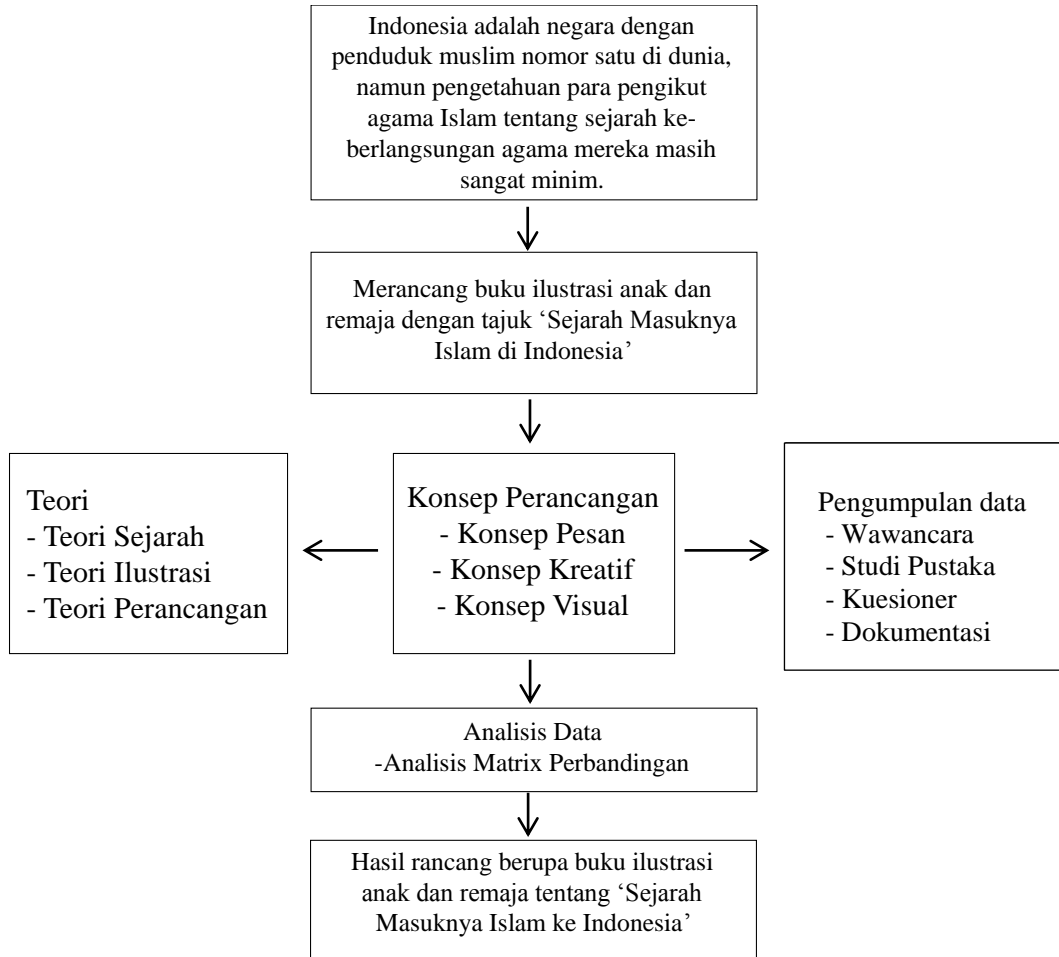 Indonesia adalah negara dengan
penduduk muslim nomor satu di dunia,
namun pengetahuan para pengikut
agama Islam tentang sejarah ke-
berlangsungan agama mereka masih
sangat minim.
Merancang buku ilustrasi anak dan
remaja dengan tajuk ‘Sejarah Masuknya
Islam di Indonesia’
Teori
- Teori Sejarah
- Teori Ilustrasi
- Teori Perancangan
Konsep Perancangan
- Konsep Pesan
- Konsep Kreatif
- Konsep Visual
Pengumpulan data
- Wawancara
- Studi Pustaka
- Kuesioner
- Dokumentasi
Analisis Data
-Analisis Matrix Perbandingan
Hasil rancang berupa buku ilustrasi
anak dan remaja tentang ‘Sejarah
Masuknya Islam ke Indonesia’